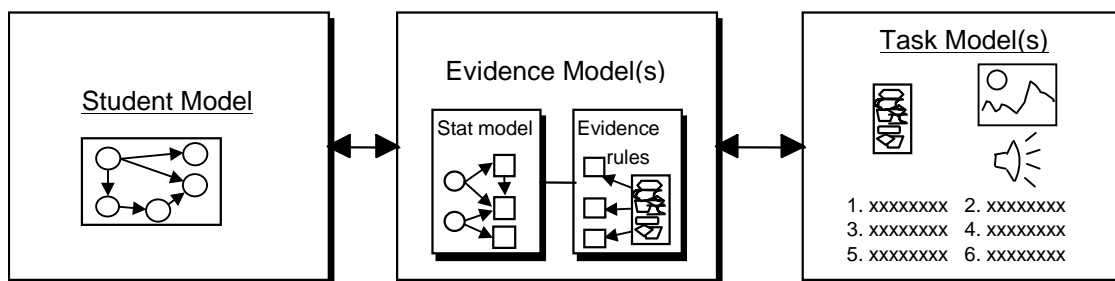 Student Model
Evidence Model(s)
Stat model
Evidence
rules
Task Model(s)
1. xxxxxxxx 2. xxxxxxxx
3. xxxxxxxx 4. xxxxxxxx
5. xxxxxxxx 6. xxxxxxxx